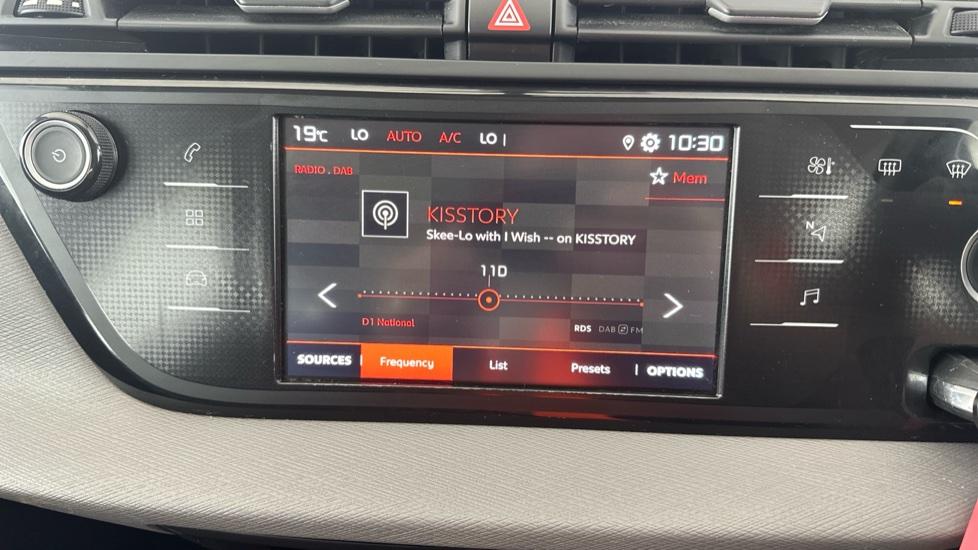 19°C LO AUTO A/C LO 10:30
RADIO . DAB
Mem
KISSTORY
Skee-Lo with I Wish -- on KISSTORY
11D
D1 National
RDS DAB FM
SOURCES Frequency List Presets OPTIONS
N